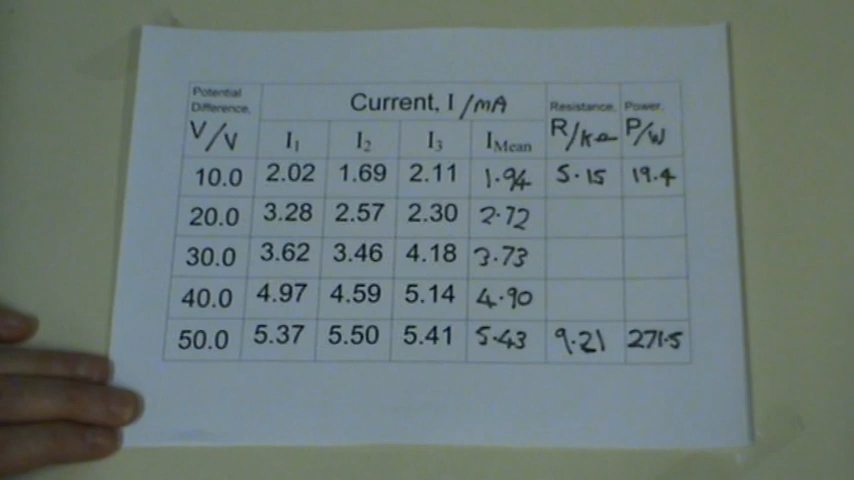 Potential Difference, V/V Current, I /mA Resistance, R/kΩ Power, P/W
I1 I2 I3 IMean
10.0 2.02 1.69 2.11 1.94 5.15 19.4
20.0 3.28 2.57 2.30 2.72
30.0 3.62 3.46 4.18 3.73
40.0 4.97 4.59 5.14 4.90
50.0 5.37 5.50 5.41 5.43 9.21 271.5